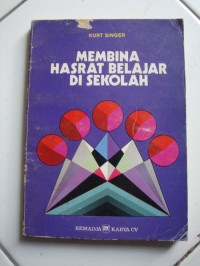 KURT SINGER
MEMBINA
HASRAT BELAJAR
DI SEKOLAH
REMADJA KARYA CV